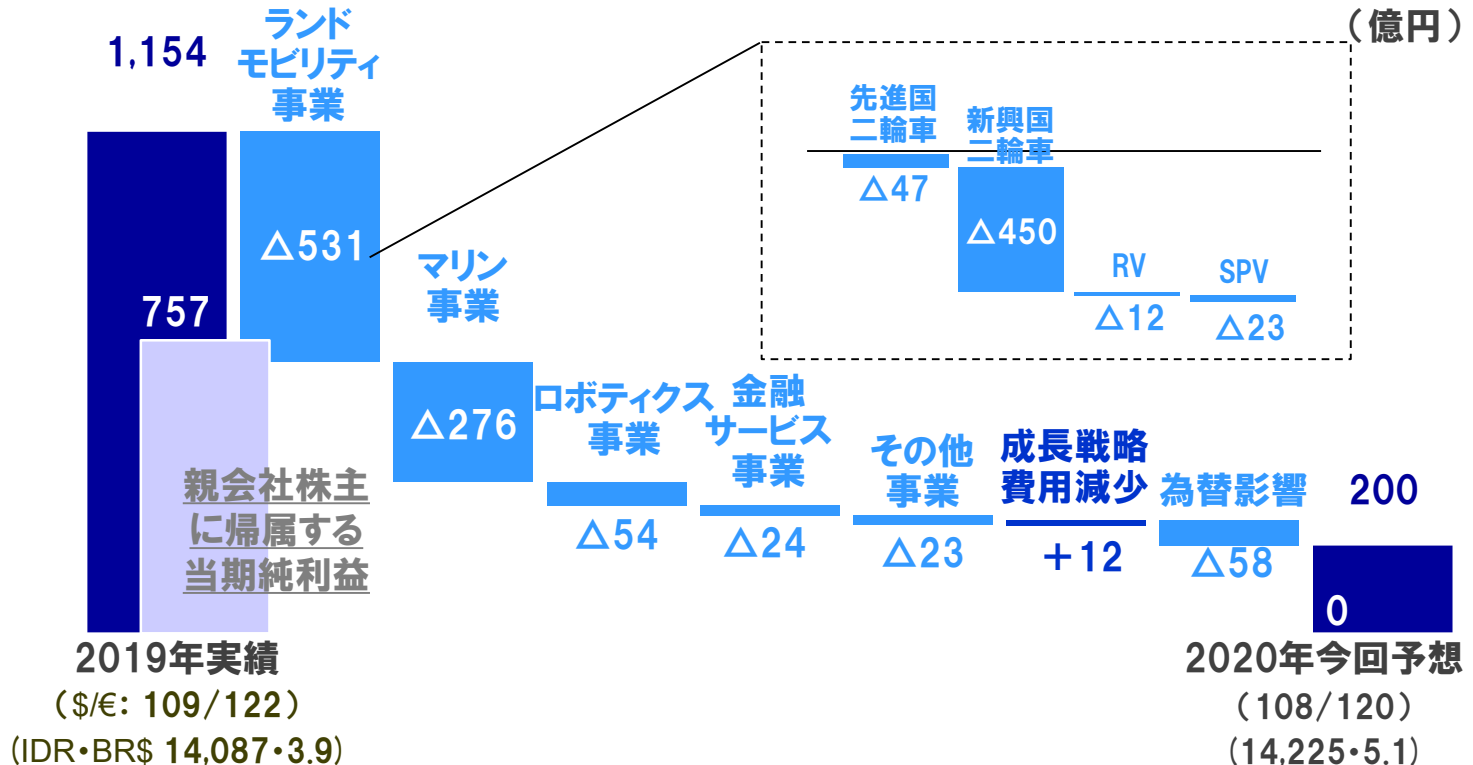 （億円）
1,154
ランド
モビリティ
事業
△531
757
親会社株主
に帰属する
当期純利益
マリン
事業
△276
ロボティクス
事業
△54
金融
サービス
事業
△24
その他
事業
△23
成長戦略
費用減少
＋12
為替影響
△58
200
0
先進国
二輪車
△47
新興国
二輪車
△450
RV
△12
SPV
△23
2019年実績
（$/€: 109/122）
(IDR・BR$ 14,087・3.9)
2020年今回予想
（108/120）
(14,225・5.1)